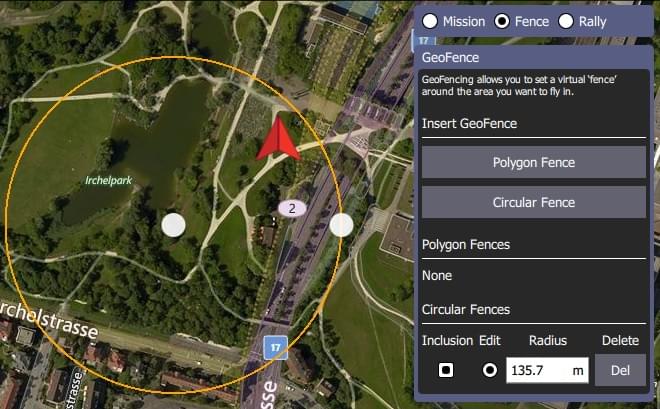 Mission Fence Rally
17
GeoFence
GeoFencing allows you to set a virtual 'fence'
around the area you want to fly in.
Insert GeoFence
Polygon Fence
Irchelpark
Circular Fence
2
Polygon Fences
None
Circular Fences
rchelstrasse
Inclusion Edit Radius Delete
17
135.7 m Del
strasse
sse